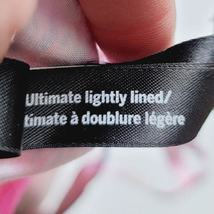 Ultimate lightly lined/
timate à doublure légère